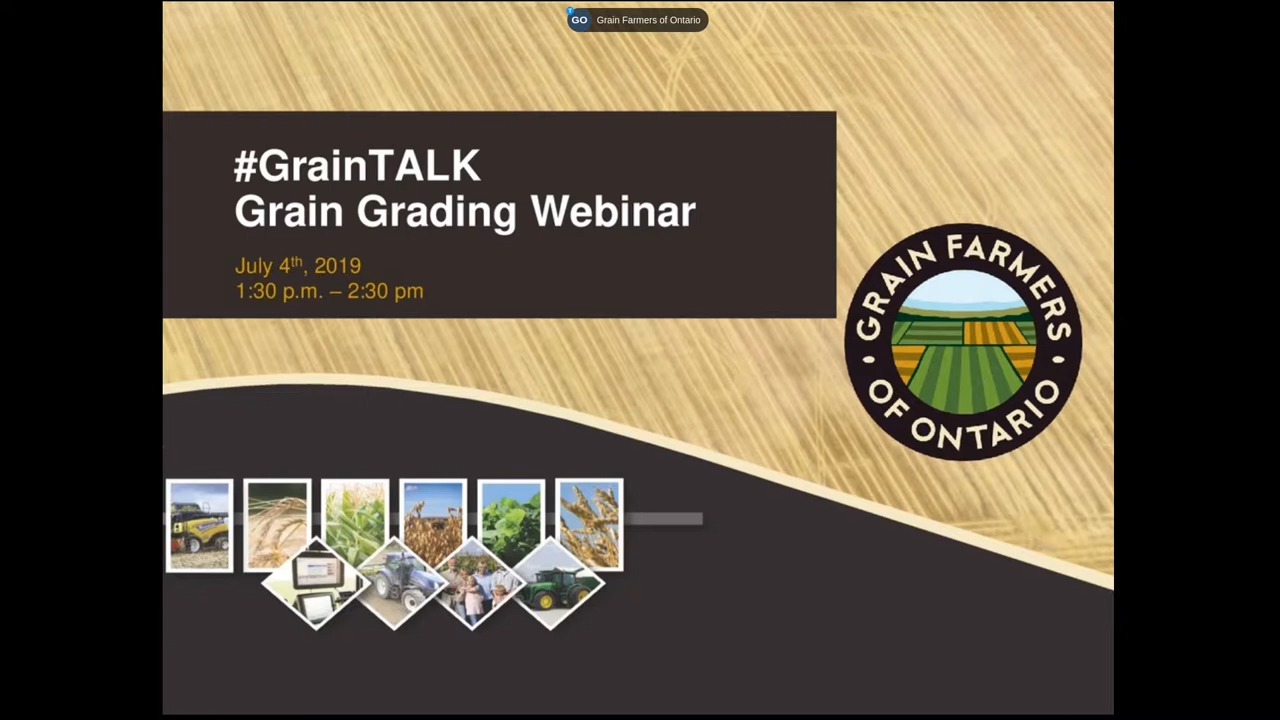 GO Grain Farmers of Ontario
#GrainTALK
Grain Grading Webinar
July 4th, 2019
1:30 p.m. – 2:30 pm
GRAIN FARMERS
OF ONTARIO